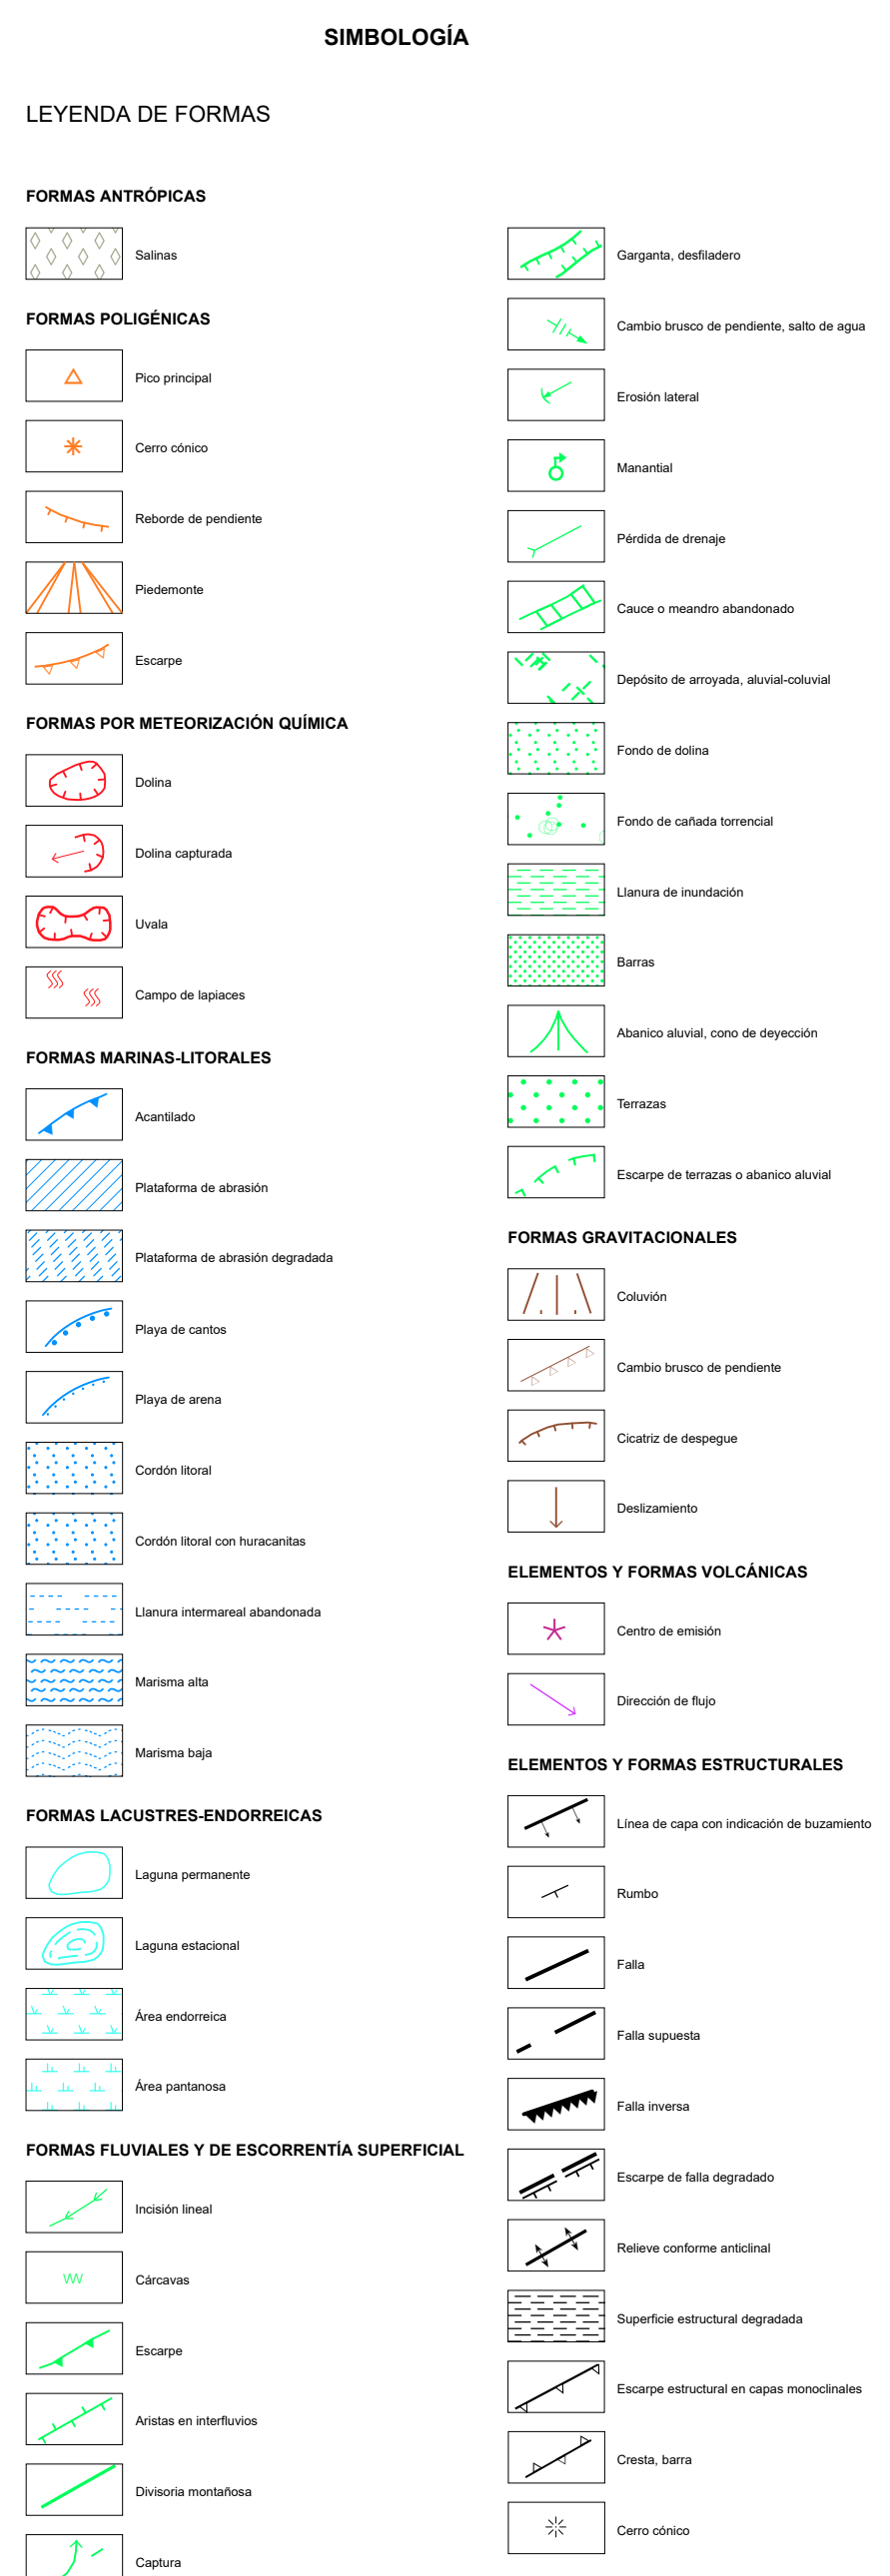 SIMBOLOGÍA
LEYENDA DE FORMAS
FORMAS ANTRÓPICAS
Salinas
FORMAS POLIGÉNICAS
Pico principal
Cerro cónico
Reborde de pendiente
Piedemonte
Escarpe
FORMAS POR METEORIZACIÓN QUÍMICA
Dolina
Dolina capturada
Uvala
Campo de lapiaces
FORMAS MARINAS-LITORALES
Acantilado
Plataforma de abrasión
Plataforma de abrasión degradada
Playa de cantos
Playa de arena
Cordón litoral
Cordón litoral con huracanitas
Llanura intermareal abandonada
Marisma alta
Marisma baja
FORMAS LACUSTRES-ENDORREICAS
Laguna permanente
Laguna estacional
Área endorreica
Área pantanosa
FORMAS FLUVIALES Y DE ESCORRENTÍA SUPERFICIAL
Incisión lineal
Cárcavas
Escarpe
Aristas en interfluvios
Divisoria montañosa
Captura
Garganta, desfiladero
Cambio brusco de pendiente, salto de agua
Erosión lateral
Manantial
Pérdida de drenaje
Cauce o meandro abandonado
Depósito de arroyada, aluvial-coluvial
Fondo de dolina
Fondo de cañada torrencial
Llanura de inundación
Barras
Abanico aluvial, cono de deyección
Terrazas
Escarpe de terrazas o abanico aluvial
FORMAS GRAVITACIONALES
Coluvión
Cambio brusco de pendiente
Cicatriz de despegue
Deslizamiento
ELEMENTOS Y FORMAS VOLCÁNICAS
Centro de emisión
Dirección de flujo
ELEMENTOS Y FORMAS ESTRUCTURALES
Línea de capa con indicación de buzamiento
Rumbo
Falla
Falla supuesta
Falla inversa
Escarpe de falla degradado
Relieve conforme anticlinal
Superficie estructural degradada
Escarpe estructural en capas monoclinales
Cresta, barra
Cerro cónico